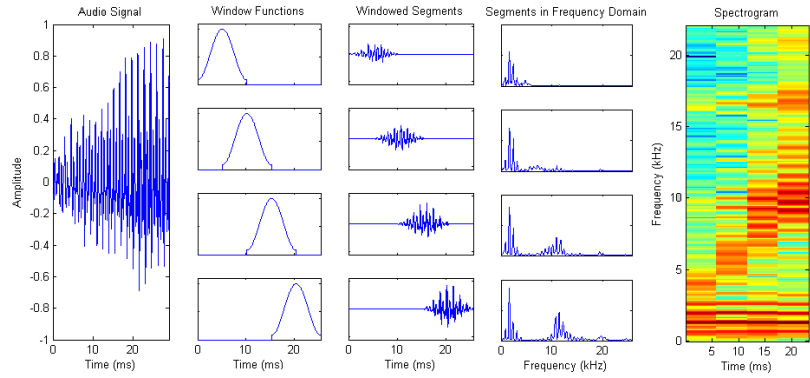 Audio Signal
Window Functions
Windowed Segments
Segments in Frequency Domain
Spectrogram
1
0.8
0.6
0.4
0.2
0
-0.2
-0.4
-0.6
-0.8
-1
Amplitude
0 10 20
Time (ms)
0 10 20
Time (ms)
0 10 20
Time (ms)
0 10 20
Frequency (kHz)
20
15
10
5
0
Frequency (kHz)
5 10 15 20
Time (ms)